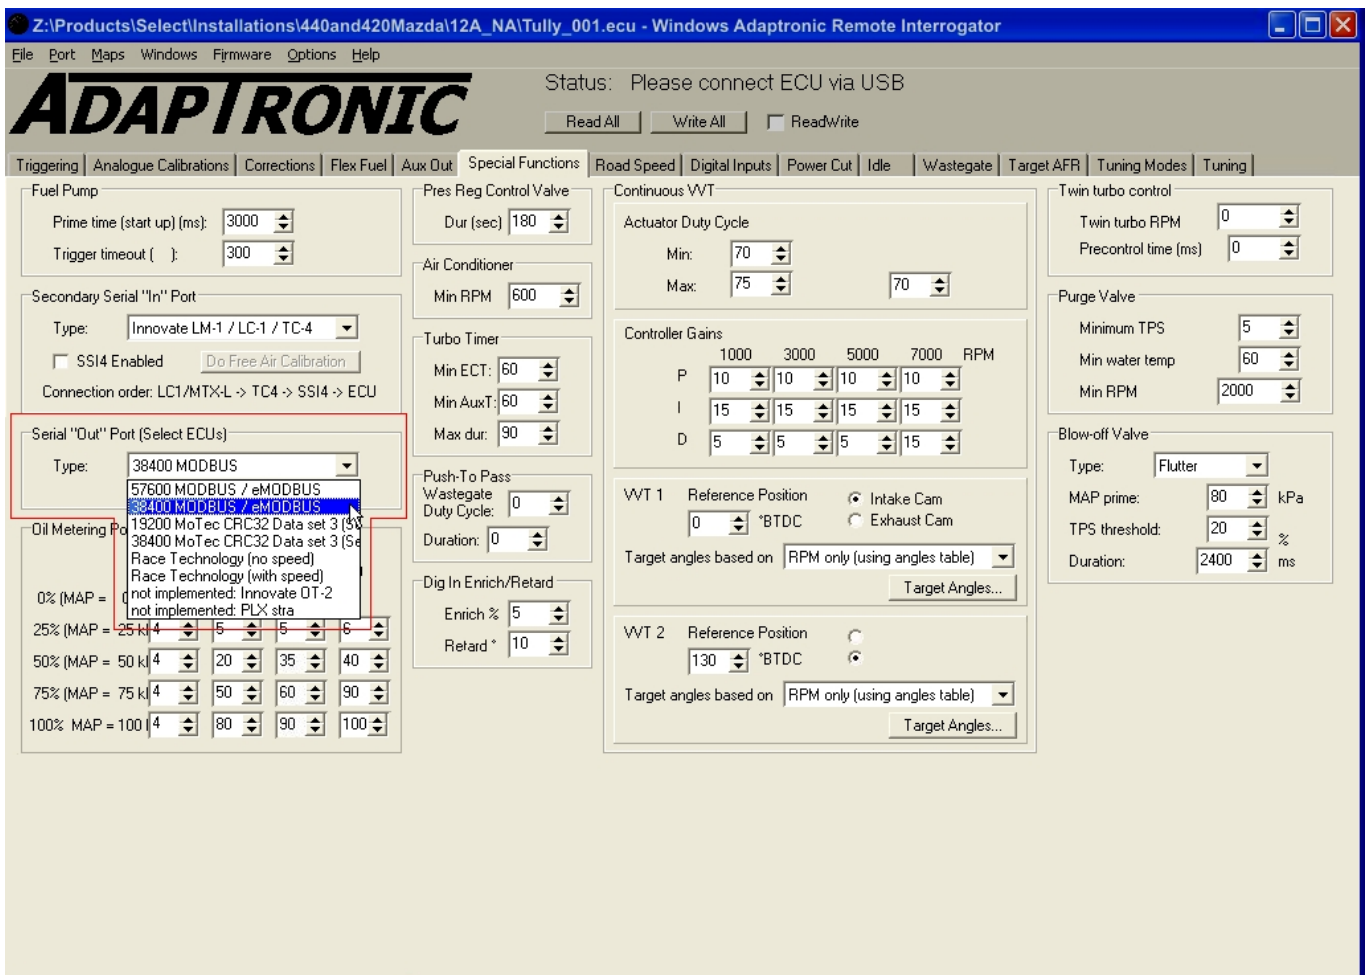 Z:\Products\Select\Installations\440and420Mazda\12A_NA\Tully_001.ecu - Windows Adaptronic Remote Interrogator
File Port Maps Windows Firmware Options Help
ADAPTRONIC
Status: Please connect ECU via USB
Read All Write All ReadWrite
Triggering Analogue Calibrations Corrections Flex Fuel Aux Out Special Functions Road Speed Digital Inputs Power Cut Idle Wastegate Target AFR Tuning Modes Tuning
Fuel Pump
Prime time (start up) (ms): 3000
Trigger timeout ( ): 300
Secondary Serial "In" Port
Type: Innovate LM-1 / LC-1 / TC-4
SSI4 Enabled Do Free Air Calibration
Connection order: LC1/MTX-L -> TC4 -> SSI4 -> ECU
Serial "Out" Port (Select ECUs)
Type: 38400 MODBUS
57600 MODBUS / eMODBUS
38400 MODBUS / eMODBUS
19200 MoTec CRC32 Data set 3 (
38400 MoTec CRC32 Data set 3 (Se
Race Technology (no speed)
Race Technology (with speed)
not implemented: Innovate OT-2
not implemented: PLX stra
Oil Metering
0% (MAP =
25% (MAP = 25 4 5 5 6
50% (MAP = 50 4 20 35 40
75% (MAP = 75 4 50 60 90
100% MAP = 100 4 80 90 100
Pres Reg Control Valve
Dur (sec) 180
Air Conditioner
Min RPM 600
Turbo Timer
Min ECT: 60
Min AuxT: 60
Max dur: 90
Push-To Pass
Wastegate
Duty Cycle: 0
Duration: 0
Dig In Enrich/Retard
Enrich % 5
Retard ° 10
Continuous VVT
Actuator Duty Cycle
Min: 70
Max: 75 70
Controller Gains
1000 3000 5000 7000 RPM
P 10 10 10 10
I 15 15 15 15
D 5 5 5 15
VVT 1 Reference Position Intake Cam
0 °BTDC Exhaust Cam
Target angles based on RPM only (using angles table)
Target Angles...
VVT 2 Reference Position
130 °BTDC
Target angles based on RPM only (using angles table)
Target Angles...
Twin turbo control
Twin turbo RPM 0
Precontrol time (ms) 0
Purge Valve
Minimum TPS 5
Min water temp 60
Min RPM 2000
Blow-off Valve
Type: Flutter
MAP prime: 80 kPa
TPS threshold: 20 %
Duration: 2400 ms